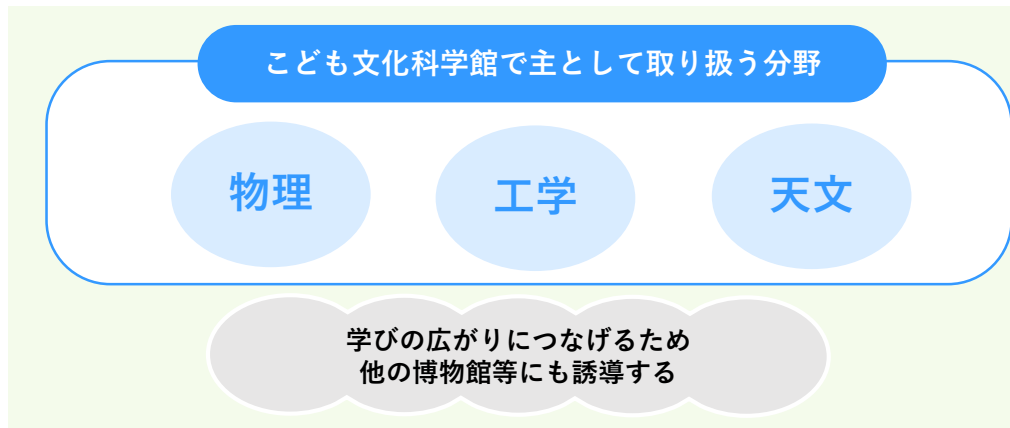 こども文化科学館で主として取り扱う分野
物理
工学
天文
学びの広がりにつなげるため
他の博物館等にも誘導する